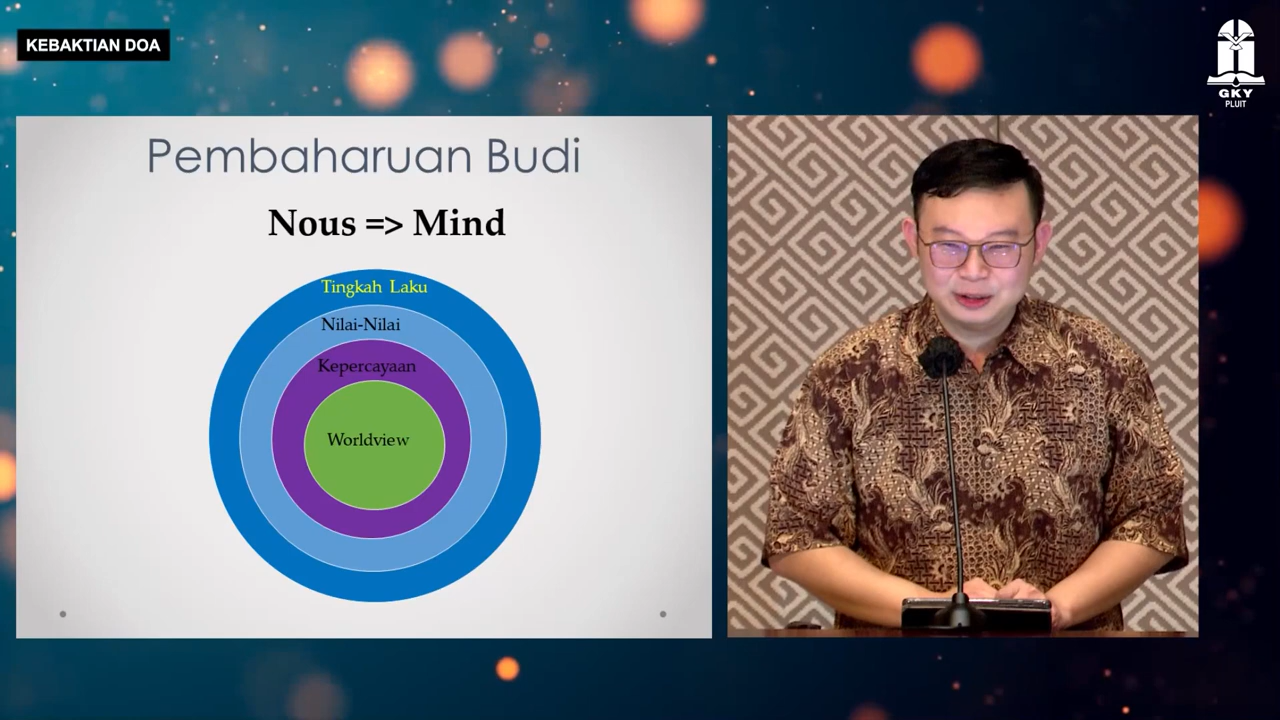 KEBAKTIAN DOA
GKY
PLUIT
Pembaharuan Budi
Nous => Mind
Tingkah Laku
Nilai-Nilai
Kepercayaan
Worldview